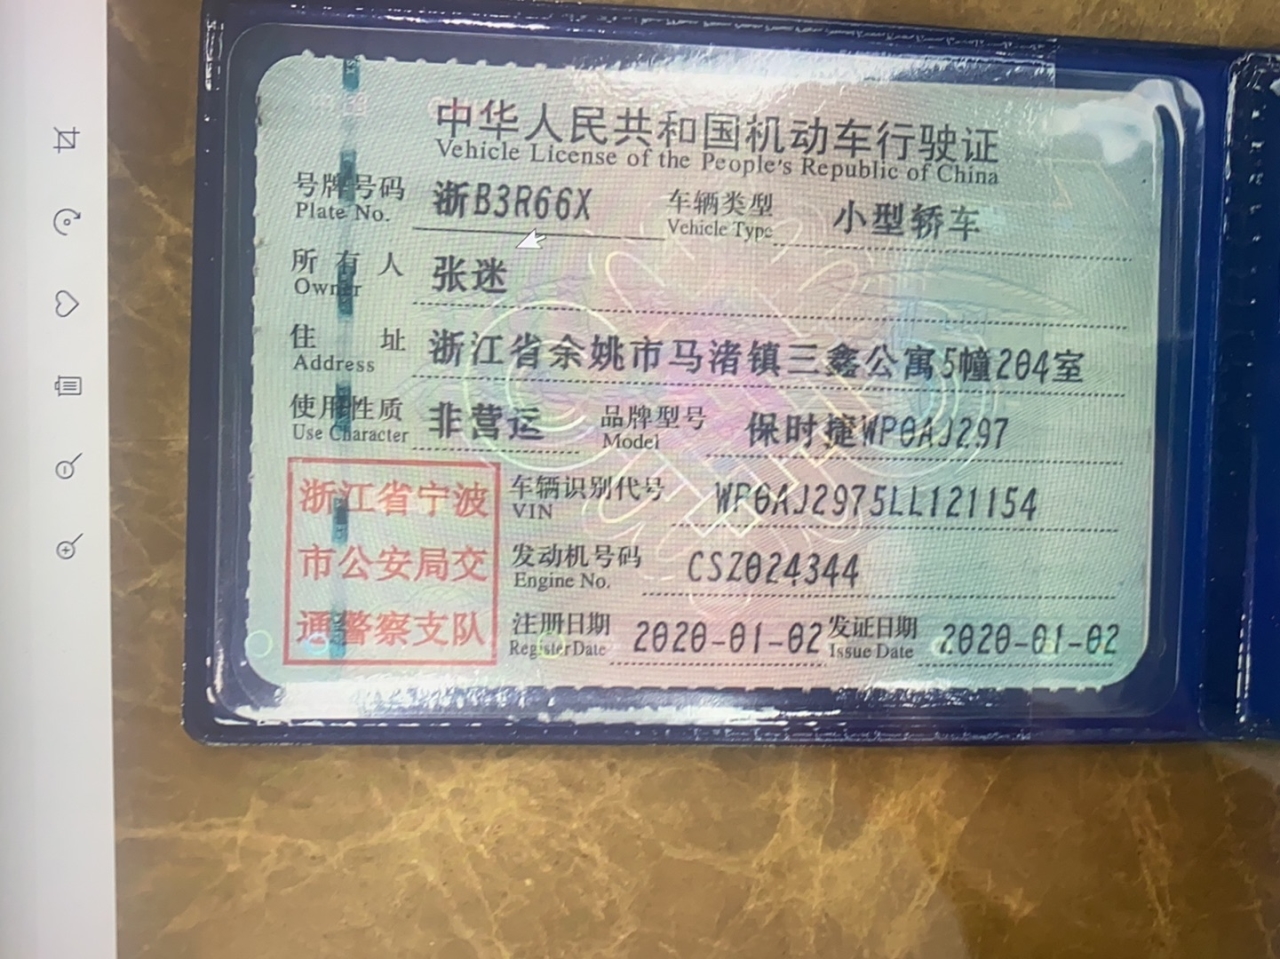 中华人民共和国机动车行驶证
Vehicle License of the People's Republic of China
号牌号码 浙B3R66X 车辆类型 小型轿车
Plate No. Vehicle Type
所有人 张迷
Owner
住址 浙江省余姚市马渚镇三鑫公寓5幢204室
Address
使用性质 非营运 品牌型号 保时捷WP0AJ297
Use Character Model
浙江省宁波
市公安局交
通警察支队
车辆识别代号 WP0AJ2975LL121154
VIN
发动机号码 CSZ024344
Engine No.
注册日期 2020-01-02 发证日期 2020-01-02
Register Date Issue Date